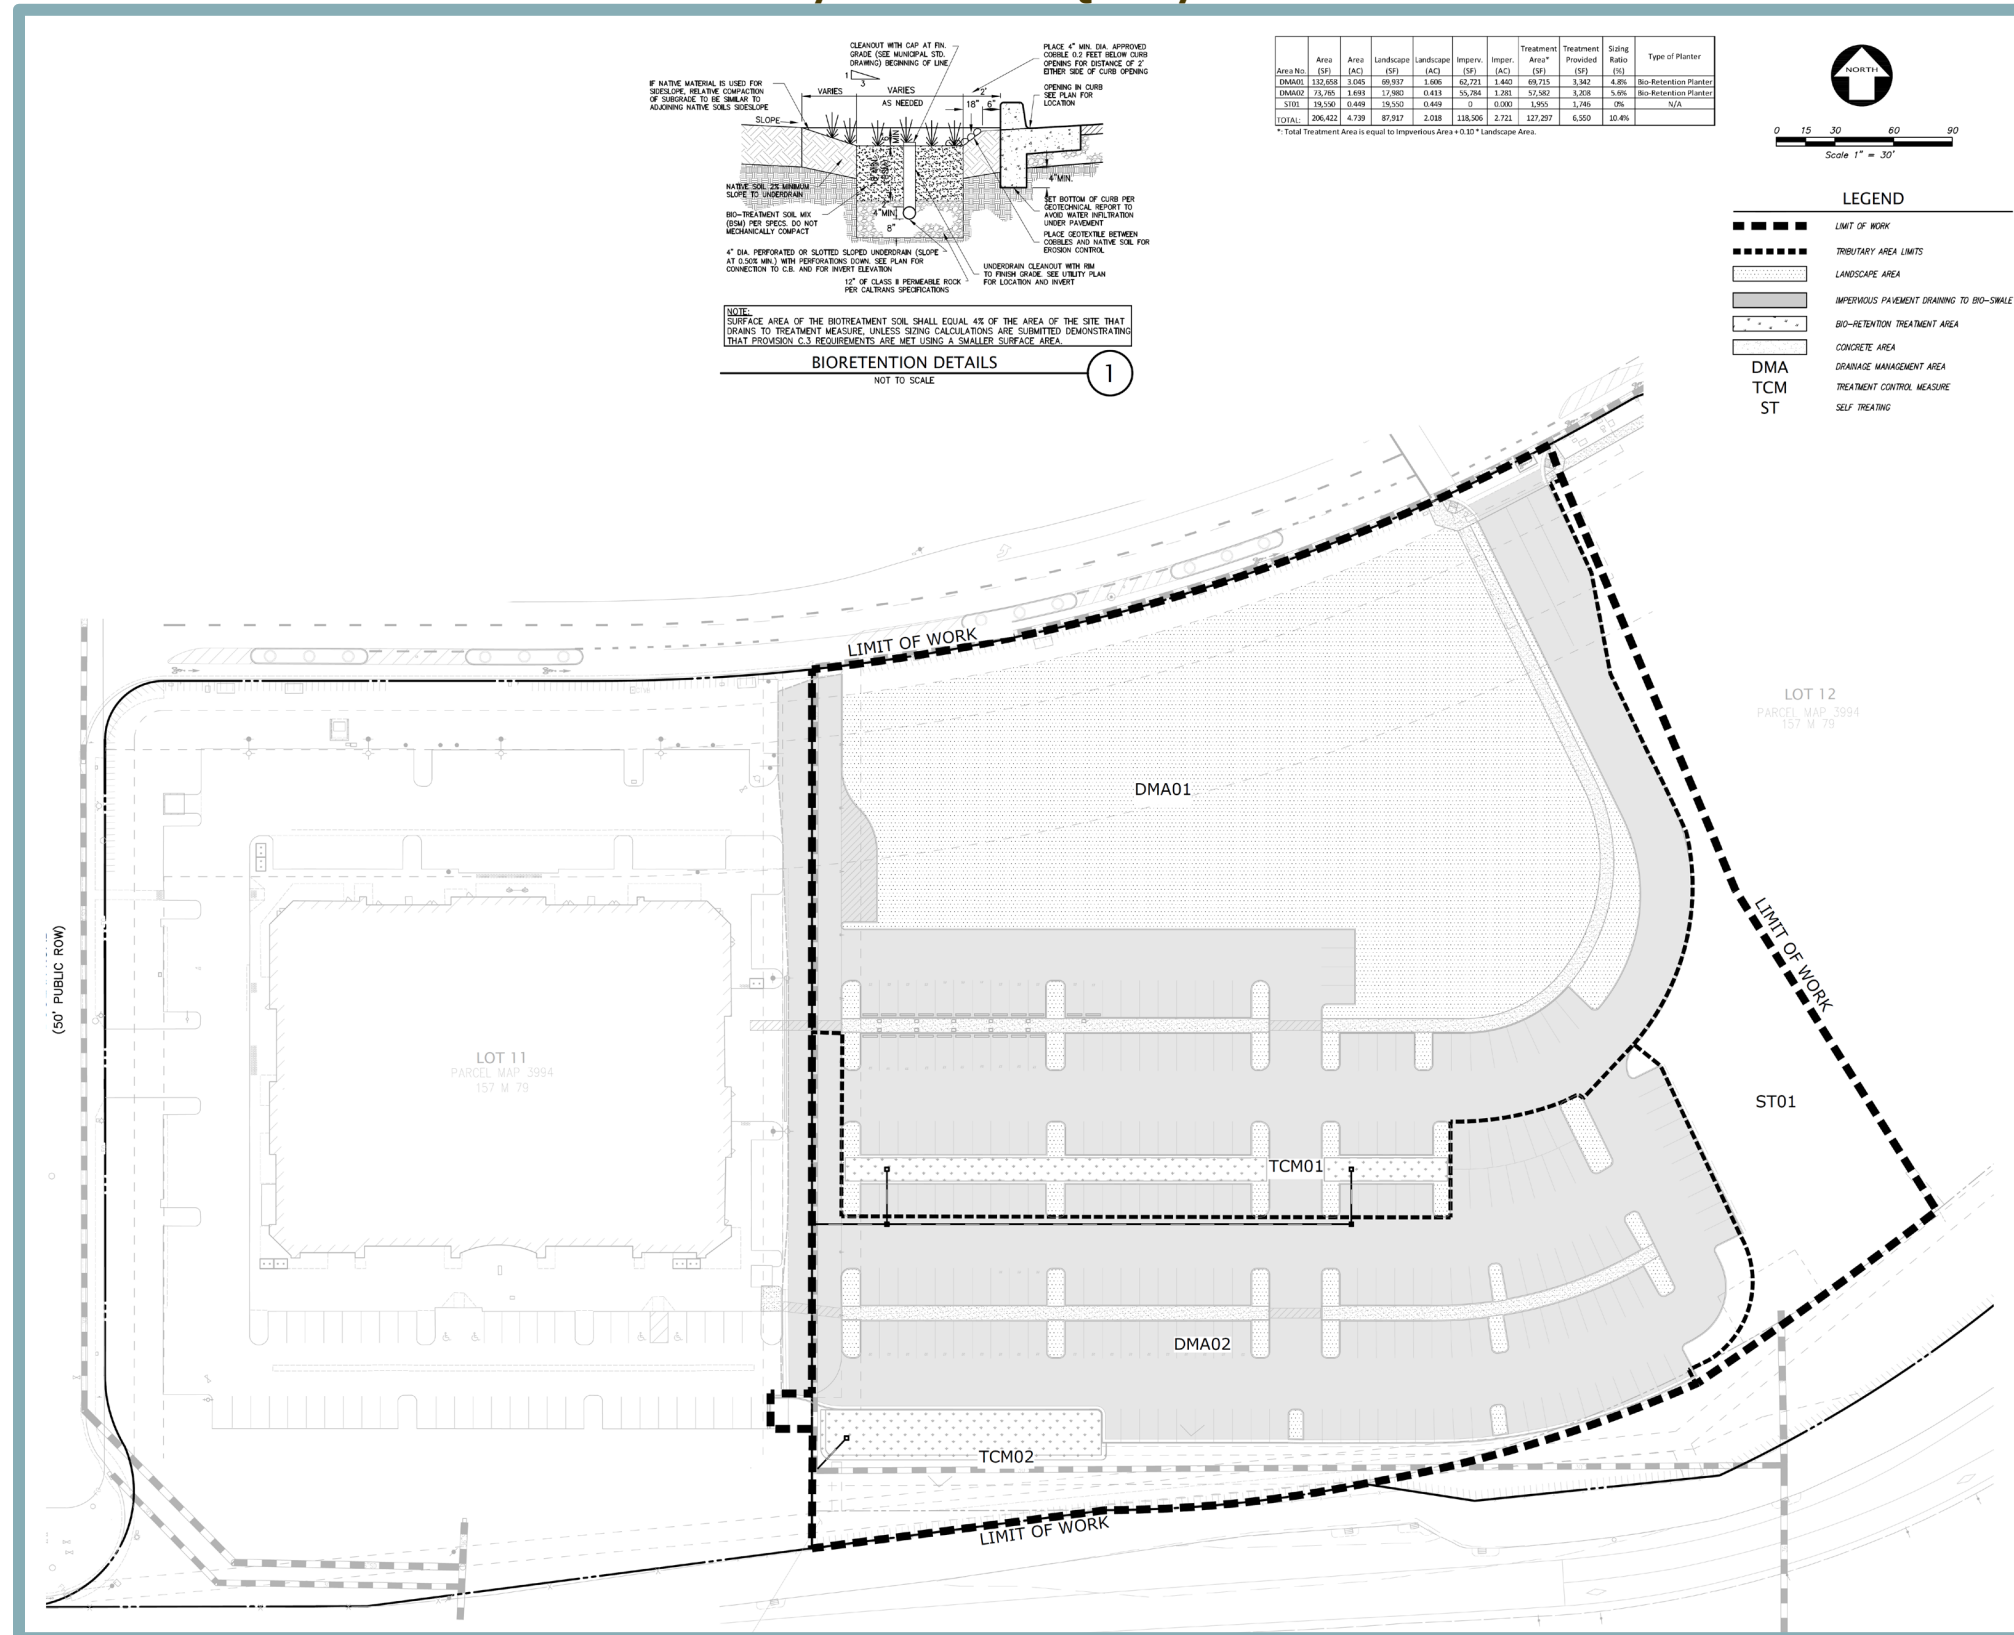 CLEANOUT WITH CAP AT FIN.
GRADE (SEE MUNICIPAL STD.
DRAWING) BEGINNING OF LINE
PLACE 4" MIN. DIA. APPROVED
COBBLE 0.2 FEET BELOW CURB
OPENINS FOR DISTANCE OF 2'
EITHER SIDE OF CURB OPENING
1
3
IF NATIVE MATERIAL IS USED FOR
SIDESLOPE, RELATIVE COMPACTION
OF SUBGRADE TO BE SIMILAR TO
ADJOINING NATIVE SOILS SIDESLOPE
VARIES
VARIES
AS NEEDED
2'
18"
6"
OPENING IN CURB
SEE PLAN FOR
LOCATION
SLOPE
MIN
4"MIN.
NATIVE SOIL 2% MINIMUM
SLOPE TO UNDERDRAIN
SET BOTTOM OF CURB PER
GEOTECHNICAL REPORT TO
AVOID WATER INFILTRATION
UNDER PAVEMENT
BIO-TREATMENT SOIL MIX
(BSM) PER SPECS. DO NOT
MECHANICALLY COMPACT
2"
4"MIN
8"
PLACE GEOTEXTILE BETWEEN
COBBLES AND NATIVE SOIL FOR
EROSION CONTROL
4" DIA. PERFORATED OR SLOTTED SLOPED UNDERDRAIN (SLOPE
AT 0.50% MIN.) WITH PERFORATIONS DOWN. SEE PLAN FOR
CONNECTION TO C.B. AND FOR INVERT ELEVATION
UNDERDRAIN CLEANOUT WITH RIM
TO FINISH GRADE. SEE UTILITY PLAN
FOR LOCATION AND INVERT
12" OF CLASS II PERMEABLE ROCK
PER CALTRANS SPECIFICATIONS
NOTE:
SURFACE AREA OF THE BIOTREATMENT SOIL SHALL EQUAL 4% OF THE AREA OF THE SITE THAT
DRAINS TO TREATMENT MEASURE, UNLESS SIZING CALCULATIONS ARE SUBMITTED DEMONSTRATING
THAT PROVISION C.3 REQUIREMENTS ARE MET USING A SMALLER SURFACE AREA.
BIORETENTION DETAILS
NOT TO SCALE
1
Area No. Area (SF) Area (AC) Landscape (SF) Landscape (AC) Imperv. (SF) Imper. (AC) Treatment Area* (SF) Treatment Provided (SF) Sizing Ratio (%) Type of Planter
DMA01 132,658 3.045 69,937 1.606 62,721 1.440 69,715 3,342 4.8% Bio-Retention Planter
DMA02 73,765 1.693 17,980 0.413 55,784 1.281 57,582 3,208 5.6% Bio-Retention Planter
ST01 19,550 0.449 19,550 0.449 0 0.000 1,955 1,746 0% N/A
TOTAL: 206,422 4.739 87,917 2.018 118,506 2.721 127,297 6,550 10.4%
*: Total Treatment Area is equal to Impverious Area + 0.10 * Landscape Area.
NORTH
0 15 30 60 90
Scale 1" = 30'
LEGEND
LIMIT OF WORK
TRIBUTARY AREA LIMITS
LANDSCAPE AREA
IMPERVIOUS PAVEMENT DRAINING TO BIO-SWALE
BIO-RETENTION TREATMENT AREA
CONCRETE AREA
DMA DRAINAGE MANAGEMENT AREA
TCM TREATMENT CONTROL MEASURE
ST SELF TREATING
LIMIT OF WORK
LOT 12
PARCEL MAP 3994
157 M 79
DMA01
LIMIT OF WORK
(50' PUBLIC ROW)
LOT 11
PARCEL MAP 3994
157 M 79
ST01
TCM01
DMA02
TCM02
LIMIT OF WORK